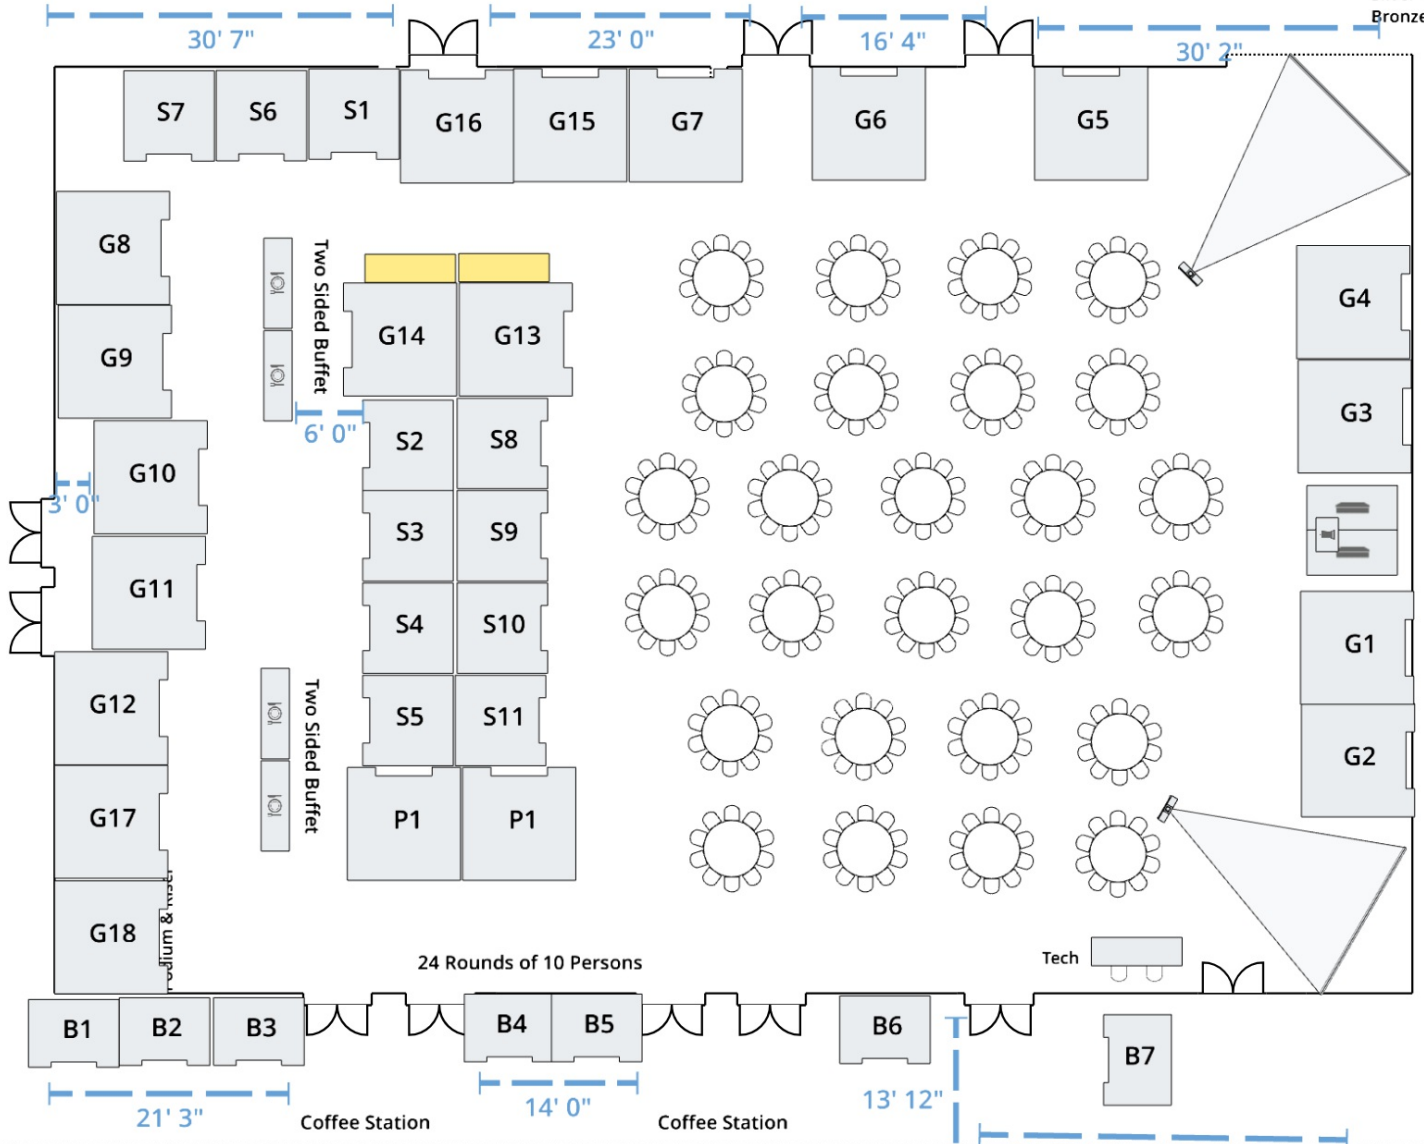 Bronze
30' 7"
23' 0"
16' 4"
30' 2"
S7
S6
S1
G16
G15
G7
G6
G5
G8
G9
G10
3' 0"
G11
G12
G17
G18
Two Sided Buffet
Two Sided Buffet
6' 0"
G14
G13
S2
S8
S3
S9
S4
S10
S5
S11
P1
P1
G4
G3
G1
G2
24 Rounds of 10 Persons
Tech
B1
B2
B3
B4
B5
B6
B7
21' 3"
14' 0"
13' 12"
Coffee Station
Coffee Station